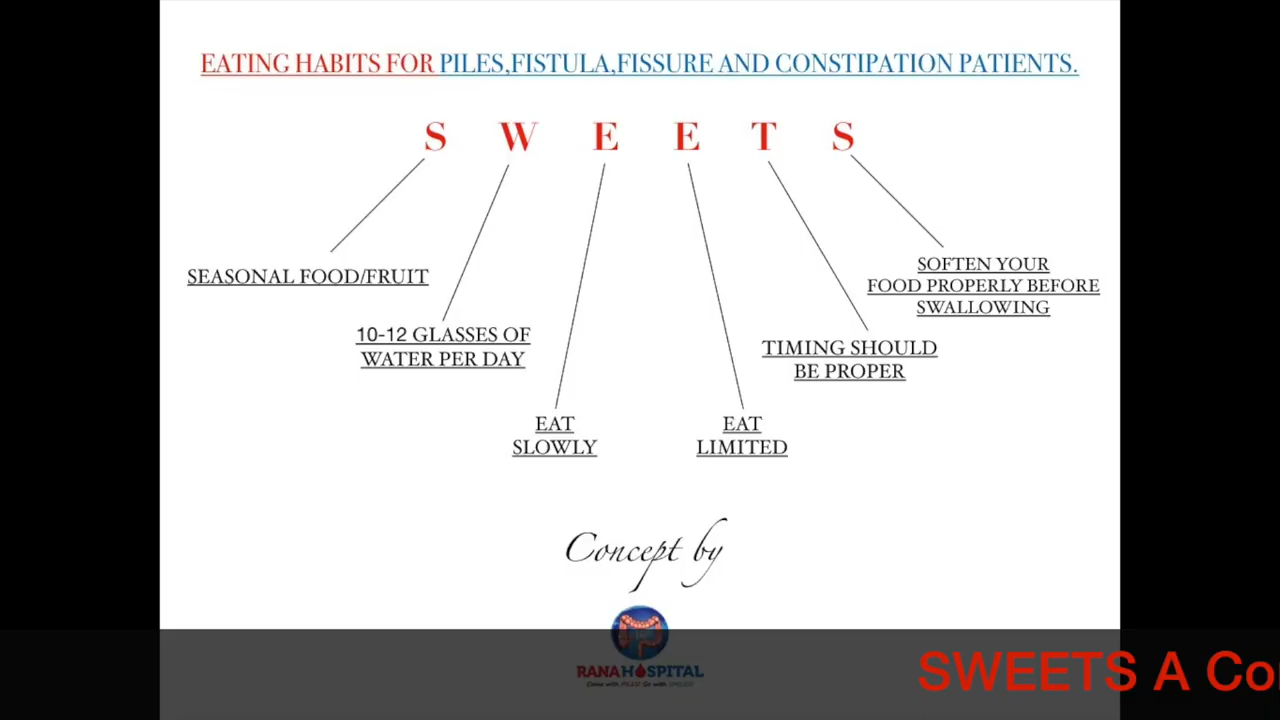 EATING HABITS FOR PILES,FISTULA,FISSURE AND CONSTIPATION PATIENTS.
S W E E T S
SEASONAL FOOD/FRUIT
10-12 GLASSES OF
WATER PER DAY
EAT
SLOWLY
EAT
LIMITED
TIMING SHOULD
BE PROPER
SOFTEN YOUR
FOOD PROPERLY BEFORE
SWALLOWING
Concept by
RANA HOSPITAL
SWEETS A Co